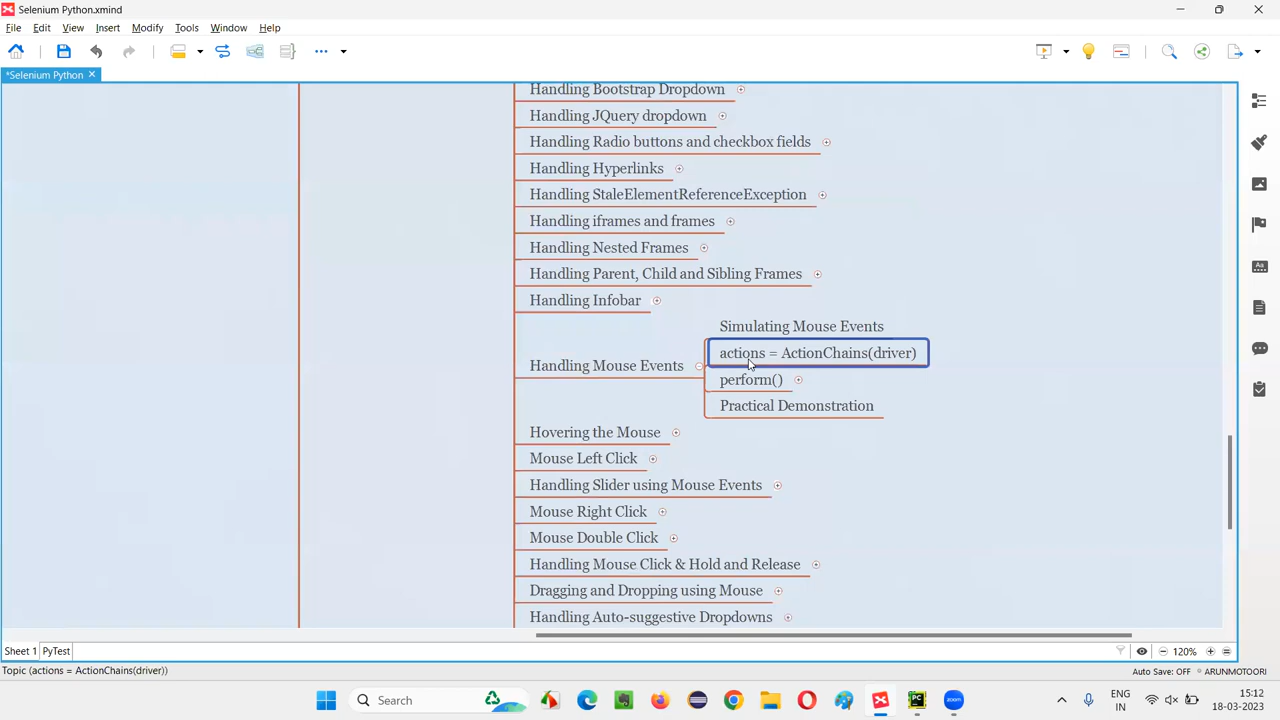 Selenium Python.xmind
File Edit View Insert Modify Tools Window Help
*Selenium Python
Handling Bootstrap Dropdown
Handling JQuery dropdown
Handling Radio buttons and checkbox fields
Handling Hyperlinks
Handling StaleElementReferenceException
Handling iframes and frames
Handling Nested Frames
Handling Parent, Child and Sibling Frames
Handling Infobar
Simulating Mouse Events
actions = ActionChains(driver)
Handling Mouse Events
perform()
Practical Demonstration
Hovering the Mouse
Mouse Left Click
Handling Slider using Mouse Events
Mouse Right Click
Mouse Double Click
Handling Mouse Click & Hold and Release
Dragging and Dropping using Mouse
Handling Auto-suggestive Dropdowns
Sheet 1 PyTest
120%
Topic (actions = ActionChains(driver))
Auto Save: OFF ARUNMOTOORI
Search
ENG
IN
15:12
18-03-2023